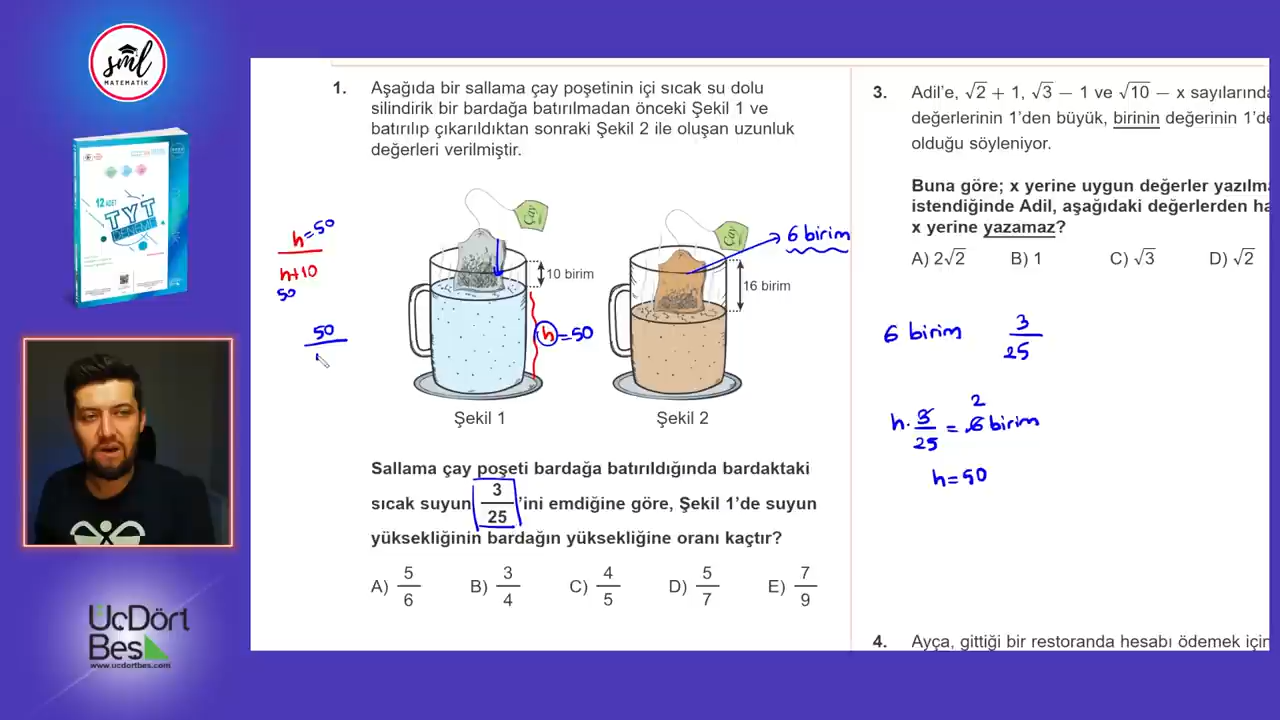 sml
MATEMATİK
12 ADET
TYT
DENEME
ÜçDört
Beş
www.ucdortbes.com
1. Aşağıda bir sallama çay poşetinin içi sıcak su dolu
silindirik bir bardağa batırılmadan önceki Şekil 1 ve
batırılıp çıkarıldıktan sonraki Şekil 2 ile oluşan uzunluk
değerleri verilmiştir.
h=50
h+10
50
50
Çay
10 birim
h=50
Şekil 1
Çay
6 birim
16 birim
Şekil 2
Sallama çay poşeti bardağa batırıldığında bardaktaki
sıcak suyun 3/25 'ini emdiğine göre, Şekil 1'de suyun
yüksekliğinin bardağın yüksekliğine oranı kaçtır?
A) 5/6 B) 3/4 C) 4/5 D) 5/7 E) 7/9
3. Adil'e, √2 + 1, √3 − 1 ve √10 − x sayılarında
değerlerinin 1'den büyük, birinin değerinin 1'de
olduğu söyleniyor.
Buna göre; x yerine uygun değerler yazılma
istendiğinde Adil, aşağıdaki değerlerden ha
x yerine yazamaz?
A) 2√2 B) 1 C) √3 D) √2
6 birim 3/25
2
h · 3/25 = 6 birim
h=50
4. Ayça, gittiği bir restoranda hesabı ödemek için